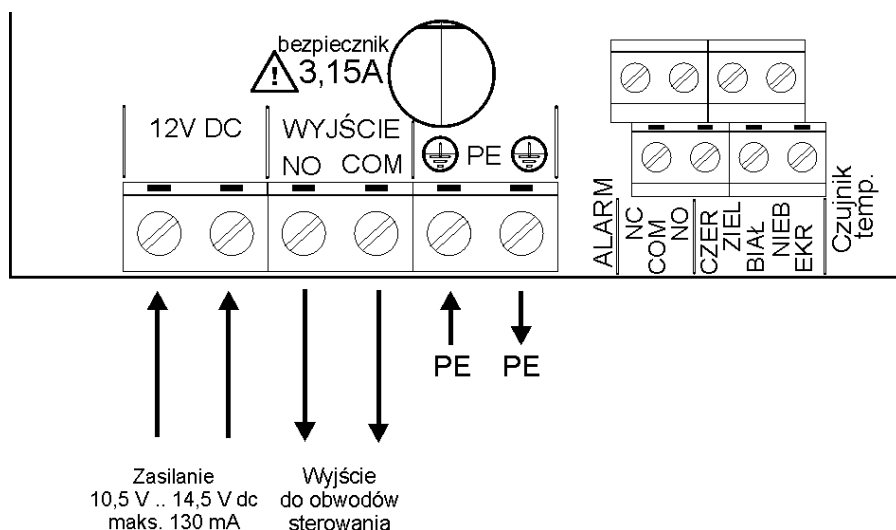 bezpiecznik
3,15A
12V DC
WYJŚCIE
NO COM
PE
ALARM
NC
COM
NO
CZER
ZIEL
BIAŁ
NIEB
EKR
Czujnik
temp.
PE
PE
Zasilanie
10,5 V .. 14,5 V dc
maks. 130 mA
Wyjście
do obwodów
sterowania